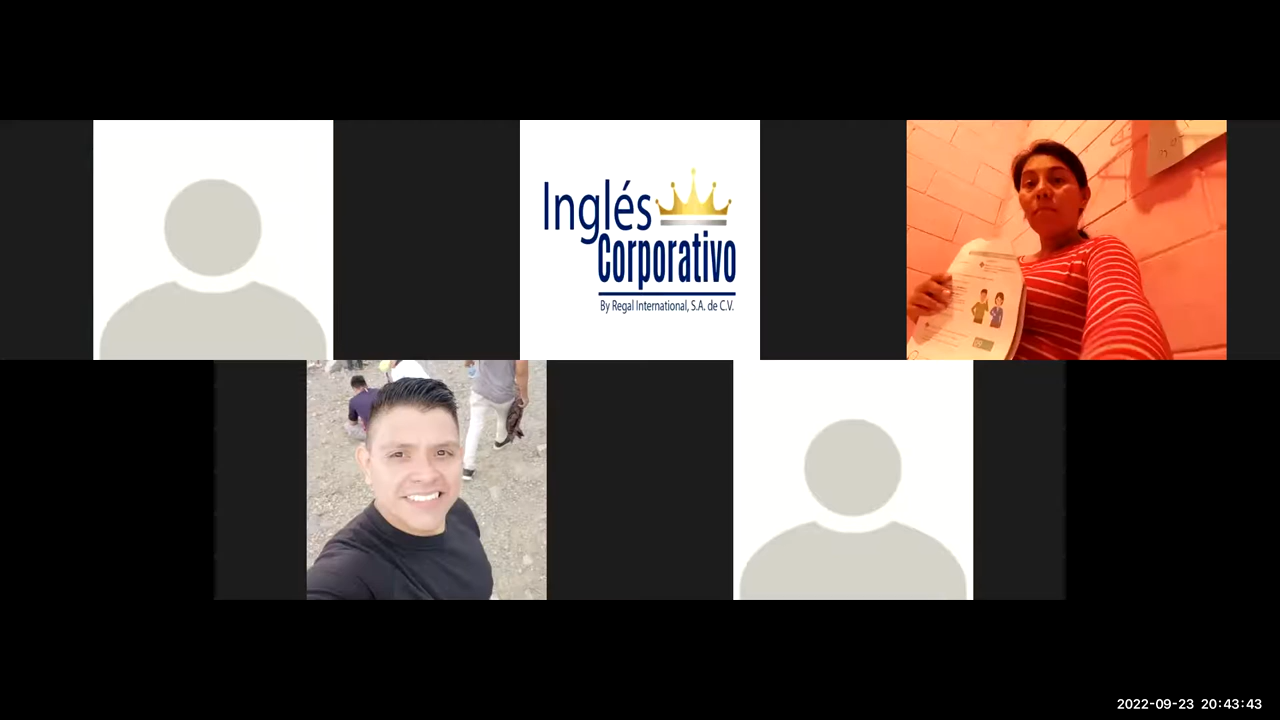 Inglés
Corporativo
By Regal International, S.A. de C.V.
2022-09-23 20:43:43